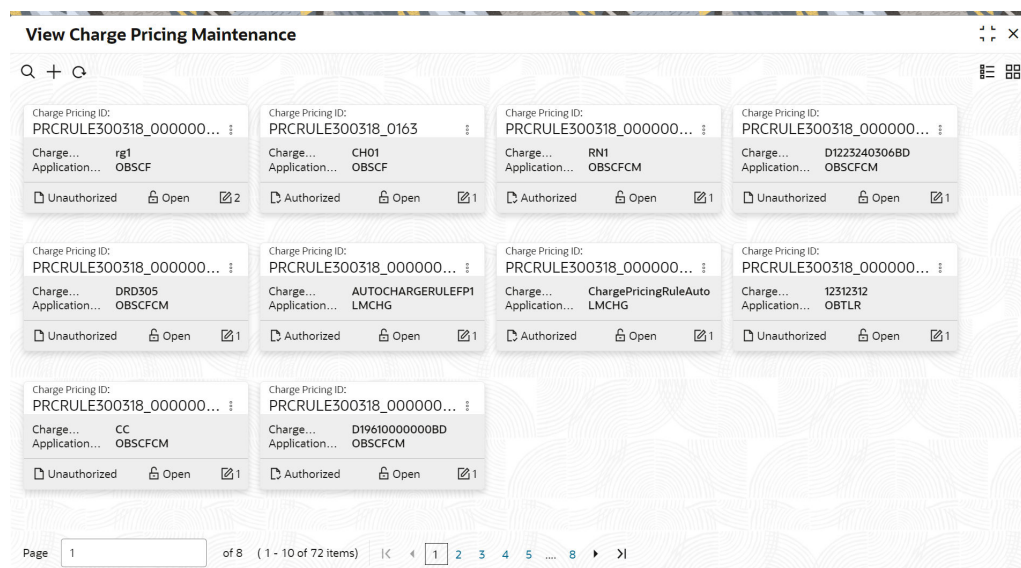 View Charge Pricing Maintenance
Charge Pricing ID:
PRCRULE300318_000000...
Charge... rg1
Application... OBSCF
Unauthorized Open 2
Charge Pricing ID:
PRCRULE300318_0163
Charge... CH01
Application... OBSCF
Authorized Open 1
Charge Pricing ID:
PRCRULE300318_000000...
Charge... RN1
Application... OBSCFCM
Authorized Open 1
Charge Pricing ID:
PRCRULE300318_000000...
Charge... D1223240306BD
Application... OBSCFCM
Unauthorized Open 1
Charge Pricing ID:
PRCRULE300318_000000...
Charge... DRD305
Application... OBSCFCM
Unauthorized Open 1
Charge Pricing ID:
PRCRULE300318_000000...
Charge... AUTOCHARGERULEFP1
Application... LMCHG
Authorized Open 1
Charge Pricing ID:
PRCRULE300318_000000...
Charge... ChargePricingRuleAuto
Application... LMCHG
Authorized Open 1
Charge Pricing ID:
PRCRULE300318_000000...
Charge... 12312312
Application... OBTLR
Unauthorized Open 1
Charge Pricing ID:
PRCRULE300318_000000...
Charge... CC
Application... OBSCFCM
Unauthorized Open 1
Charge Pricing ID:
PRCRULE300318_000000...
Charge... D19610000000BD
Application... OBSCFCM
Authorized Open 1
Page 1 of 8 (1 - 10 of 72 items) 1 2 3 4 5 .... 8